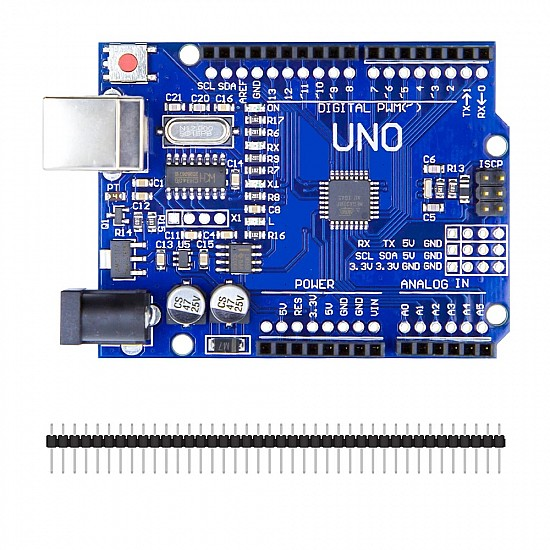 SCL SDA
AREF
GND
13
12
11
10
9
8
7
6
5
4
3
2
TX→1
RX←0
C21 C20 C16
ON
DIGITAL PWM(~)
R17
R6
RX
R9
R7
UNO
C14
WCH
C6
R13
ISCP
PT
C1
R8
C12
C8
C5
R15
X1
L
R14
C11
C4
R16
C13
U5
C15
RX TX 5V GND
SCL SDA 5V GND
3.3V 3.3V GND GND
POWER
ANALOG IN
CS
47
25V
CS
47
25V
5V
RES
3.3V
5V
GND
GND
VIN
A0
A1
A2
A3
A4
A5
M7